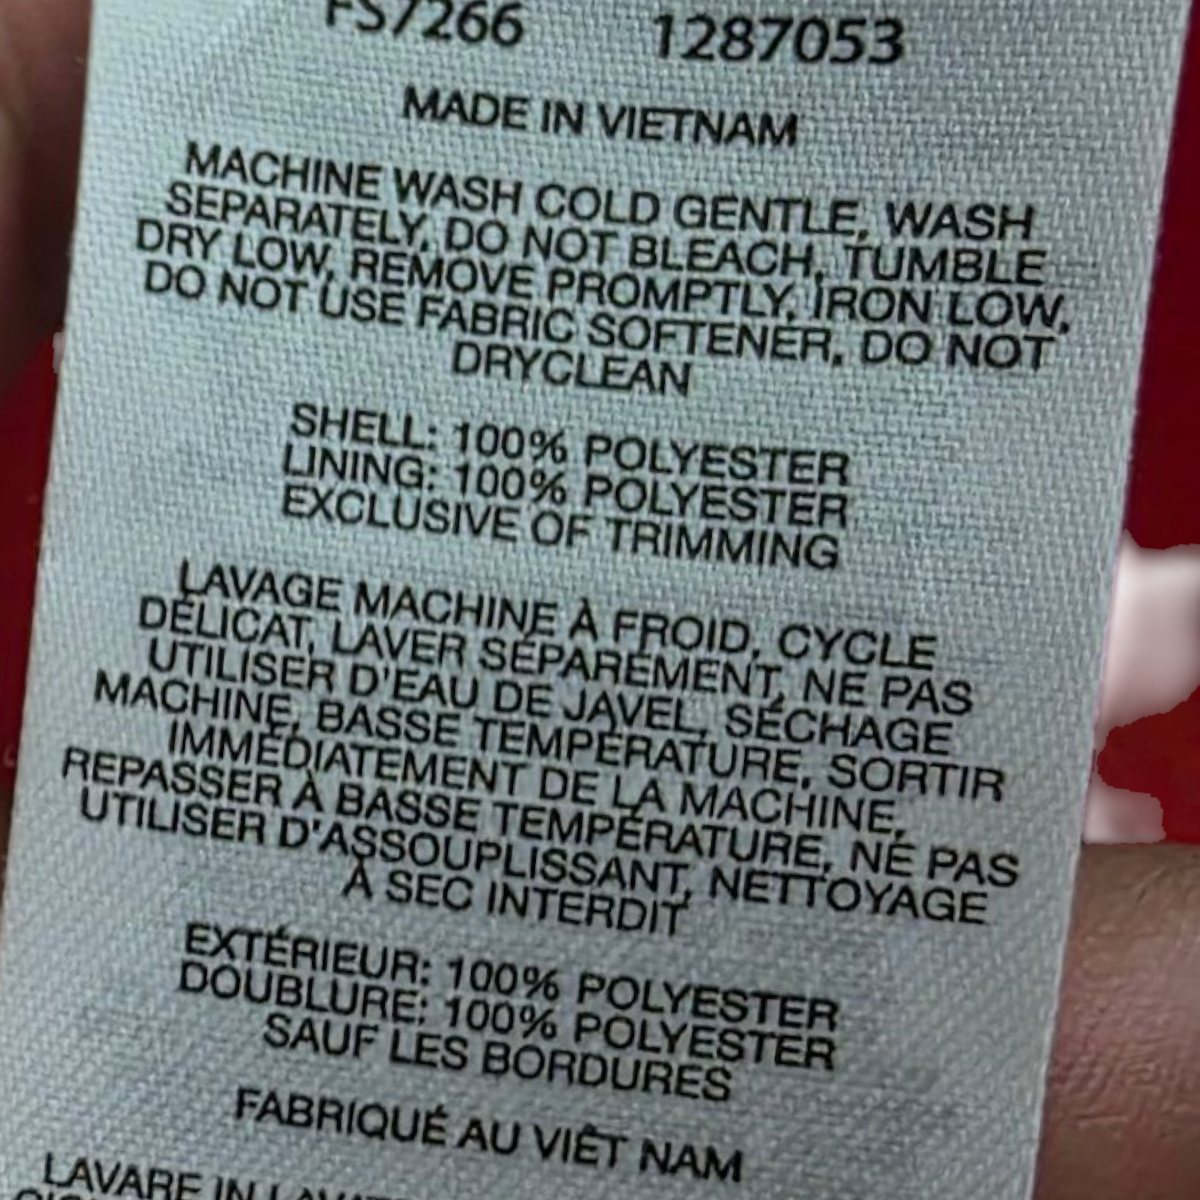 FS7266 1287053
MADE IN VIETNAM
MACHINE WASH COLD GENTLE, WASH
SEPARATELY, DO NOT BLEACH, TUMBLE
DRY LOW, REMOVE PROMPTLY, IRON LOW,
DO NOT USE FABRIC SOFTENER, DO NOT
DRYCLEAN
SHELL: 100% POLYESTER
LINING: 100% POLYESTER
EXCLUSIVE OF TRIMMING
LAVAGE MACHINE À FROID, CYCLE
DÉLICAT, LAVER SÉPARÉMENT, NE PAS
UTILISER D'EAU DE JAVEL, SÉCHAGE
MACHINE, BASSE TEMPÉRATURE, SORTIR
IMMÉDIATEMENT DE LA MACHINE,
REPASSER À BASSE TEMPÉRATURE, NE PAS
UTILISER D'ASSOUPLISSANT, NETTOYAGE
À SEC INTERDIT
EXTÉRIEUR: 100% POLYESTER
DOUBLURE: 100% POLYESTER
SAUF LES BORDURES
FABRIQUÉ AU VIÊT NAM
LAVARE IN